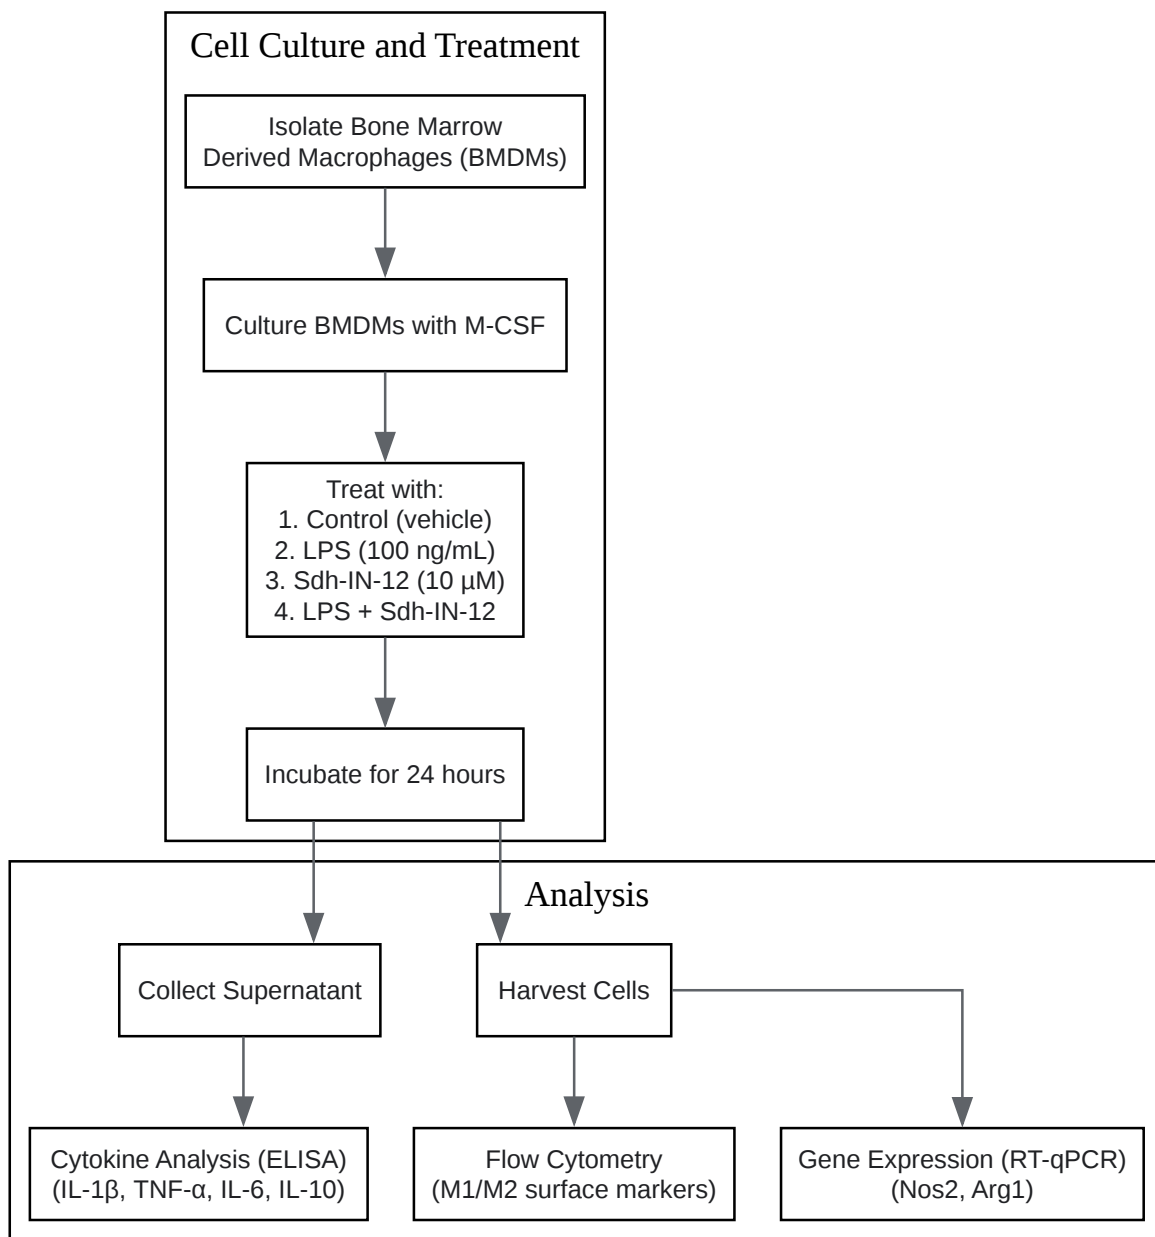 Cell Culture and Treatment
Isolate Bone Marrow
Derived Macrophages (BMDMs)
Culture BMDMs with M-CSF
Treat with:
1. Control (vehicle)
2. LPS (100 ng/mL)
3. Sdh-IN-12 (10 µM)
4. LPS + Sdh-IN-12
Incubate for 24 hours
Analysis
Collect Supernatant
Harvest Cells
Cytokine Analysis (ELISA)
(IL-1β, TNF-α, IL-6, IL-10)
Flow Cytometry
(M1/M2 surface markers)
Gene Expression (RT-qPCR)
(Nos2, Arg1)